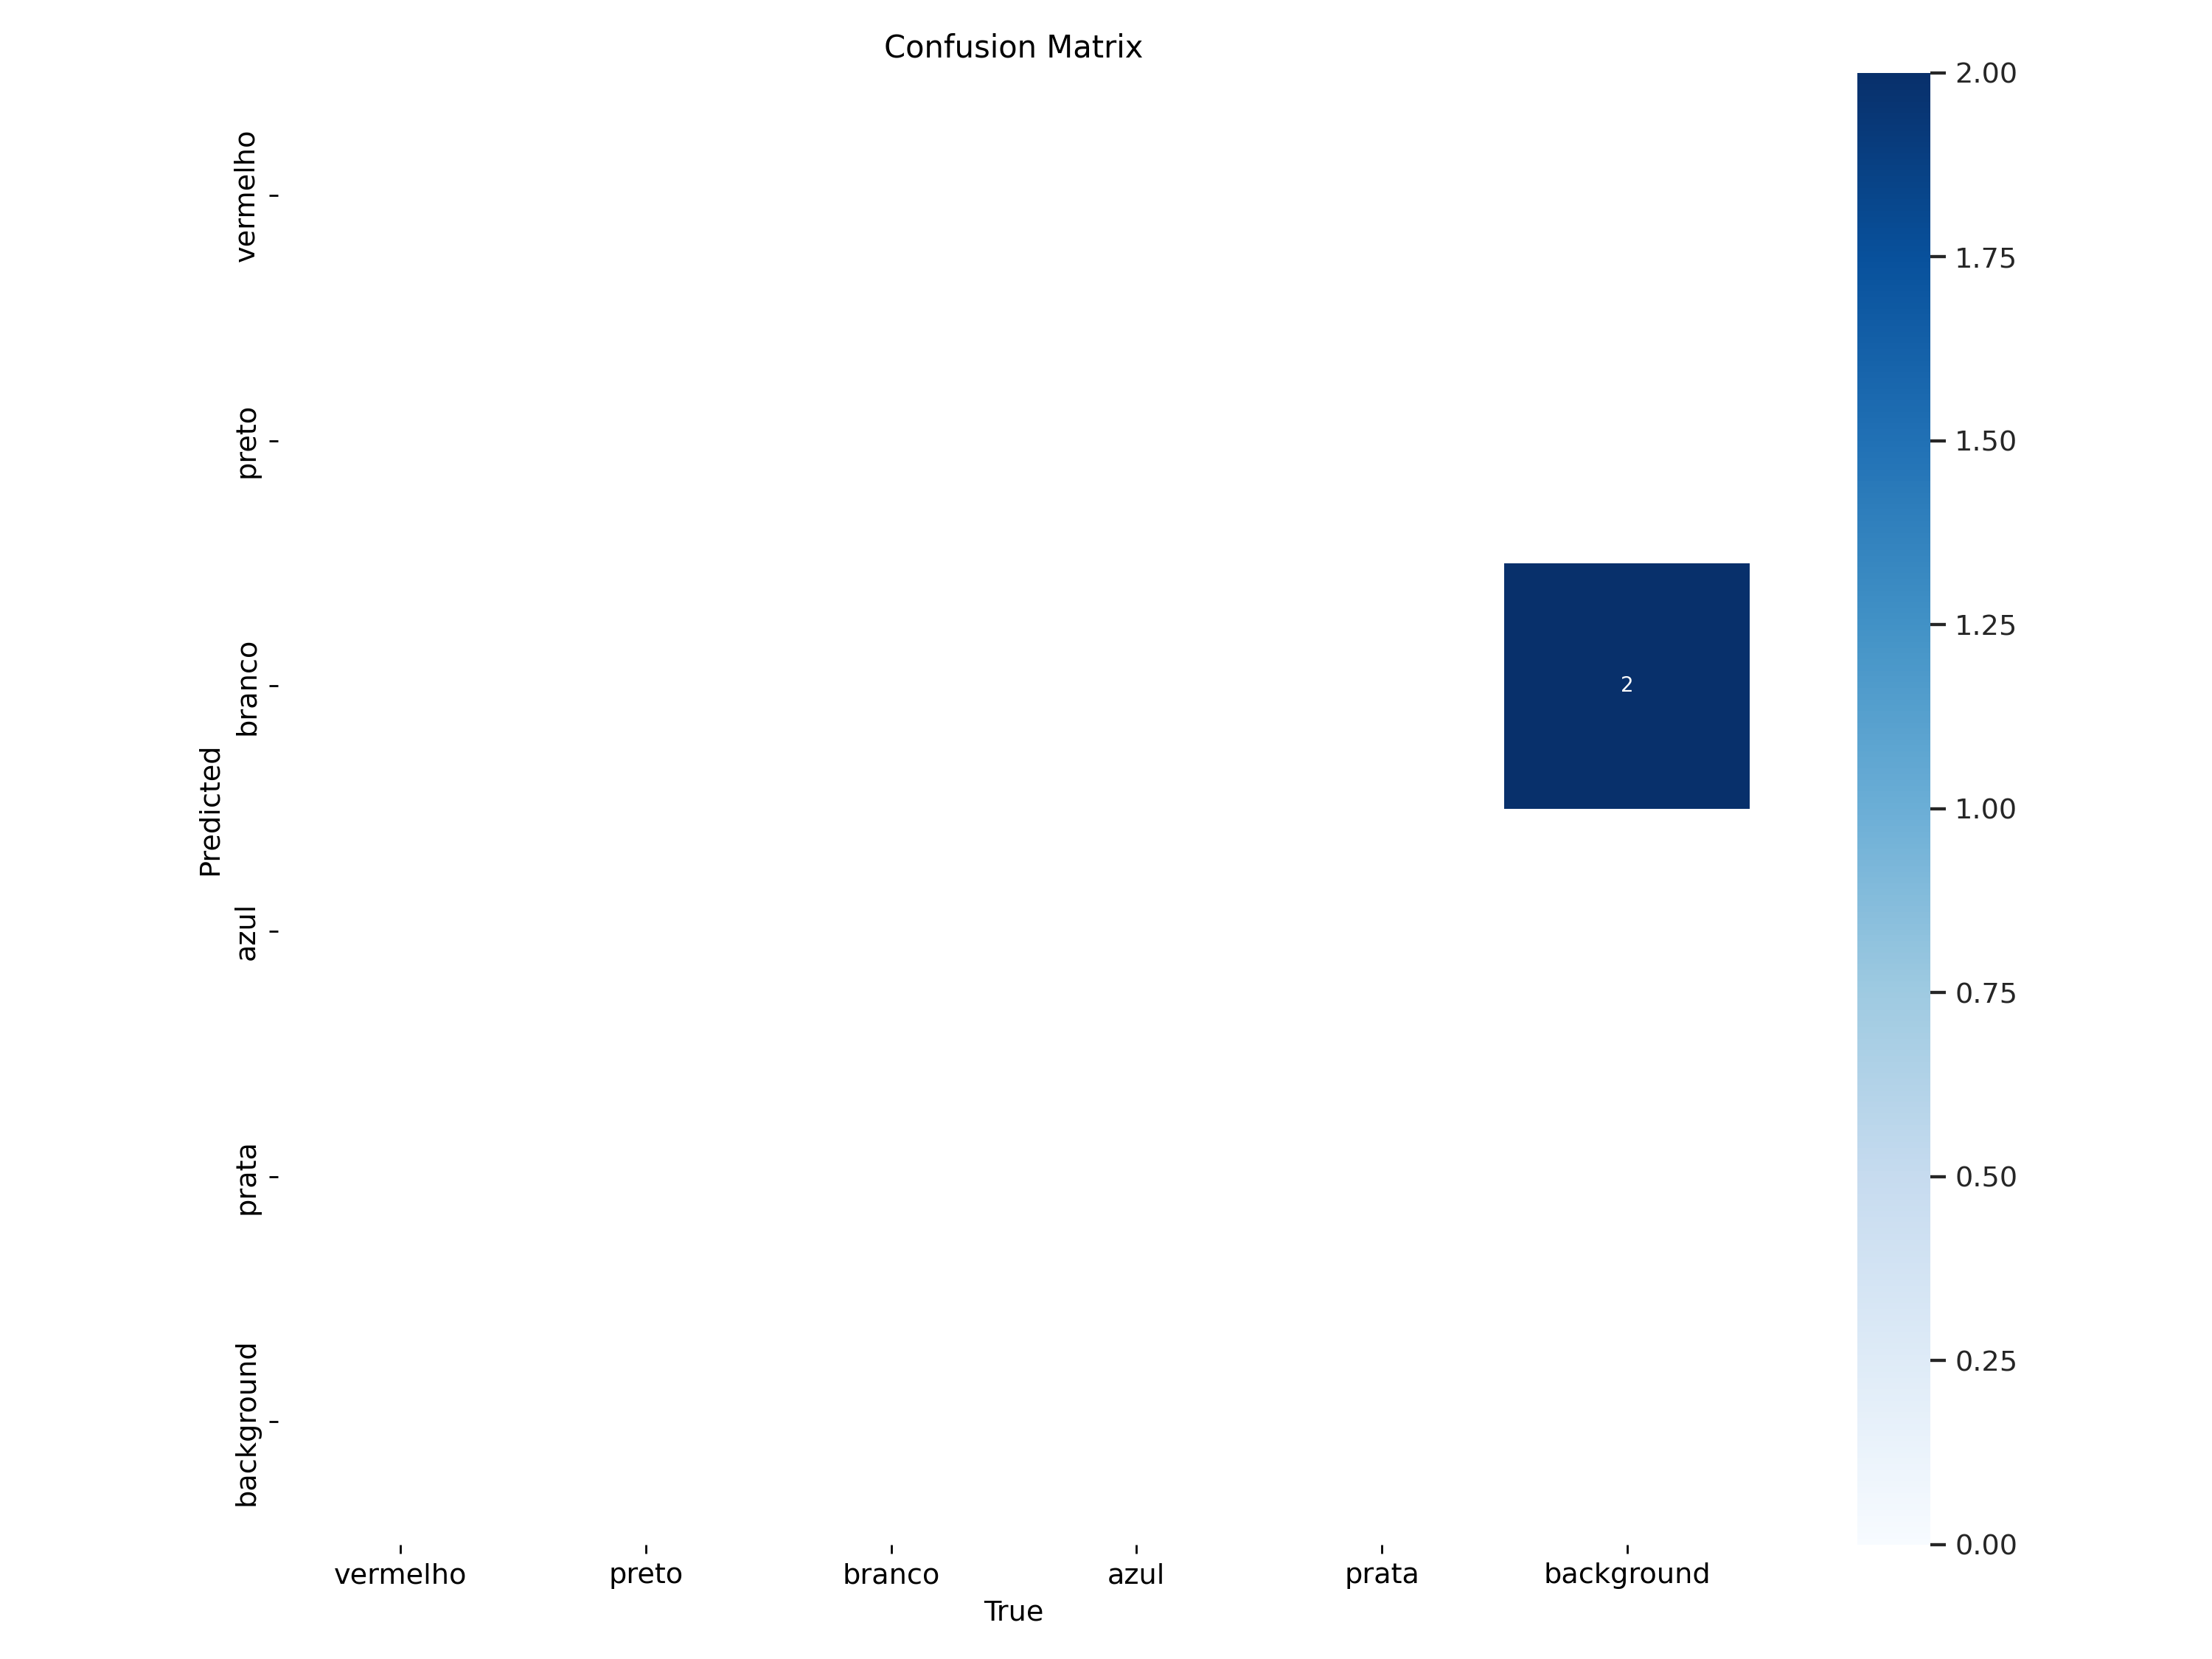 Confusion Matrix
vermelho
preto
branco
azul
prata
background
Predicted
2
vermelho preto branco azul prata background
True
2.00
1.75
1.50
1.25
1.00
0.75
0.50
0.25
0.00